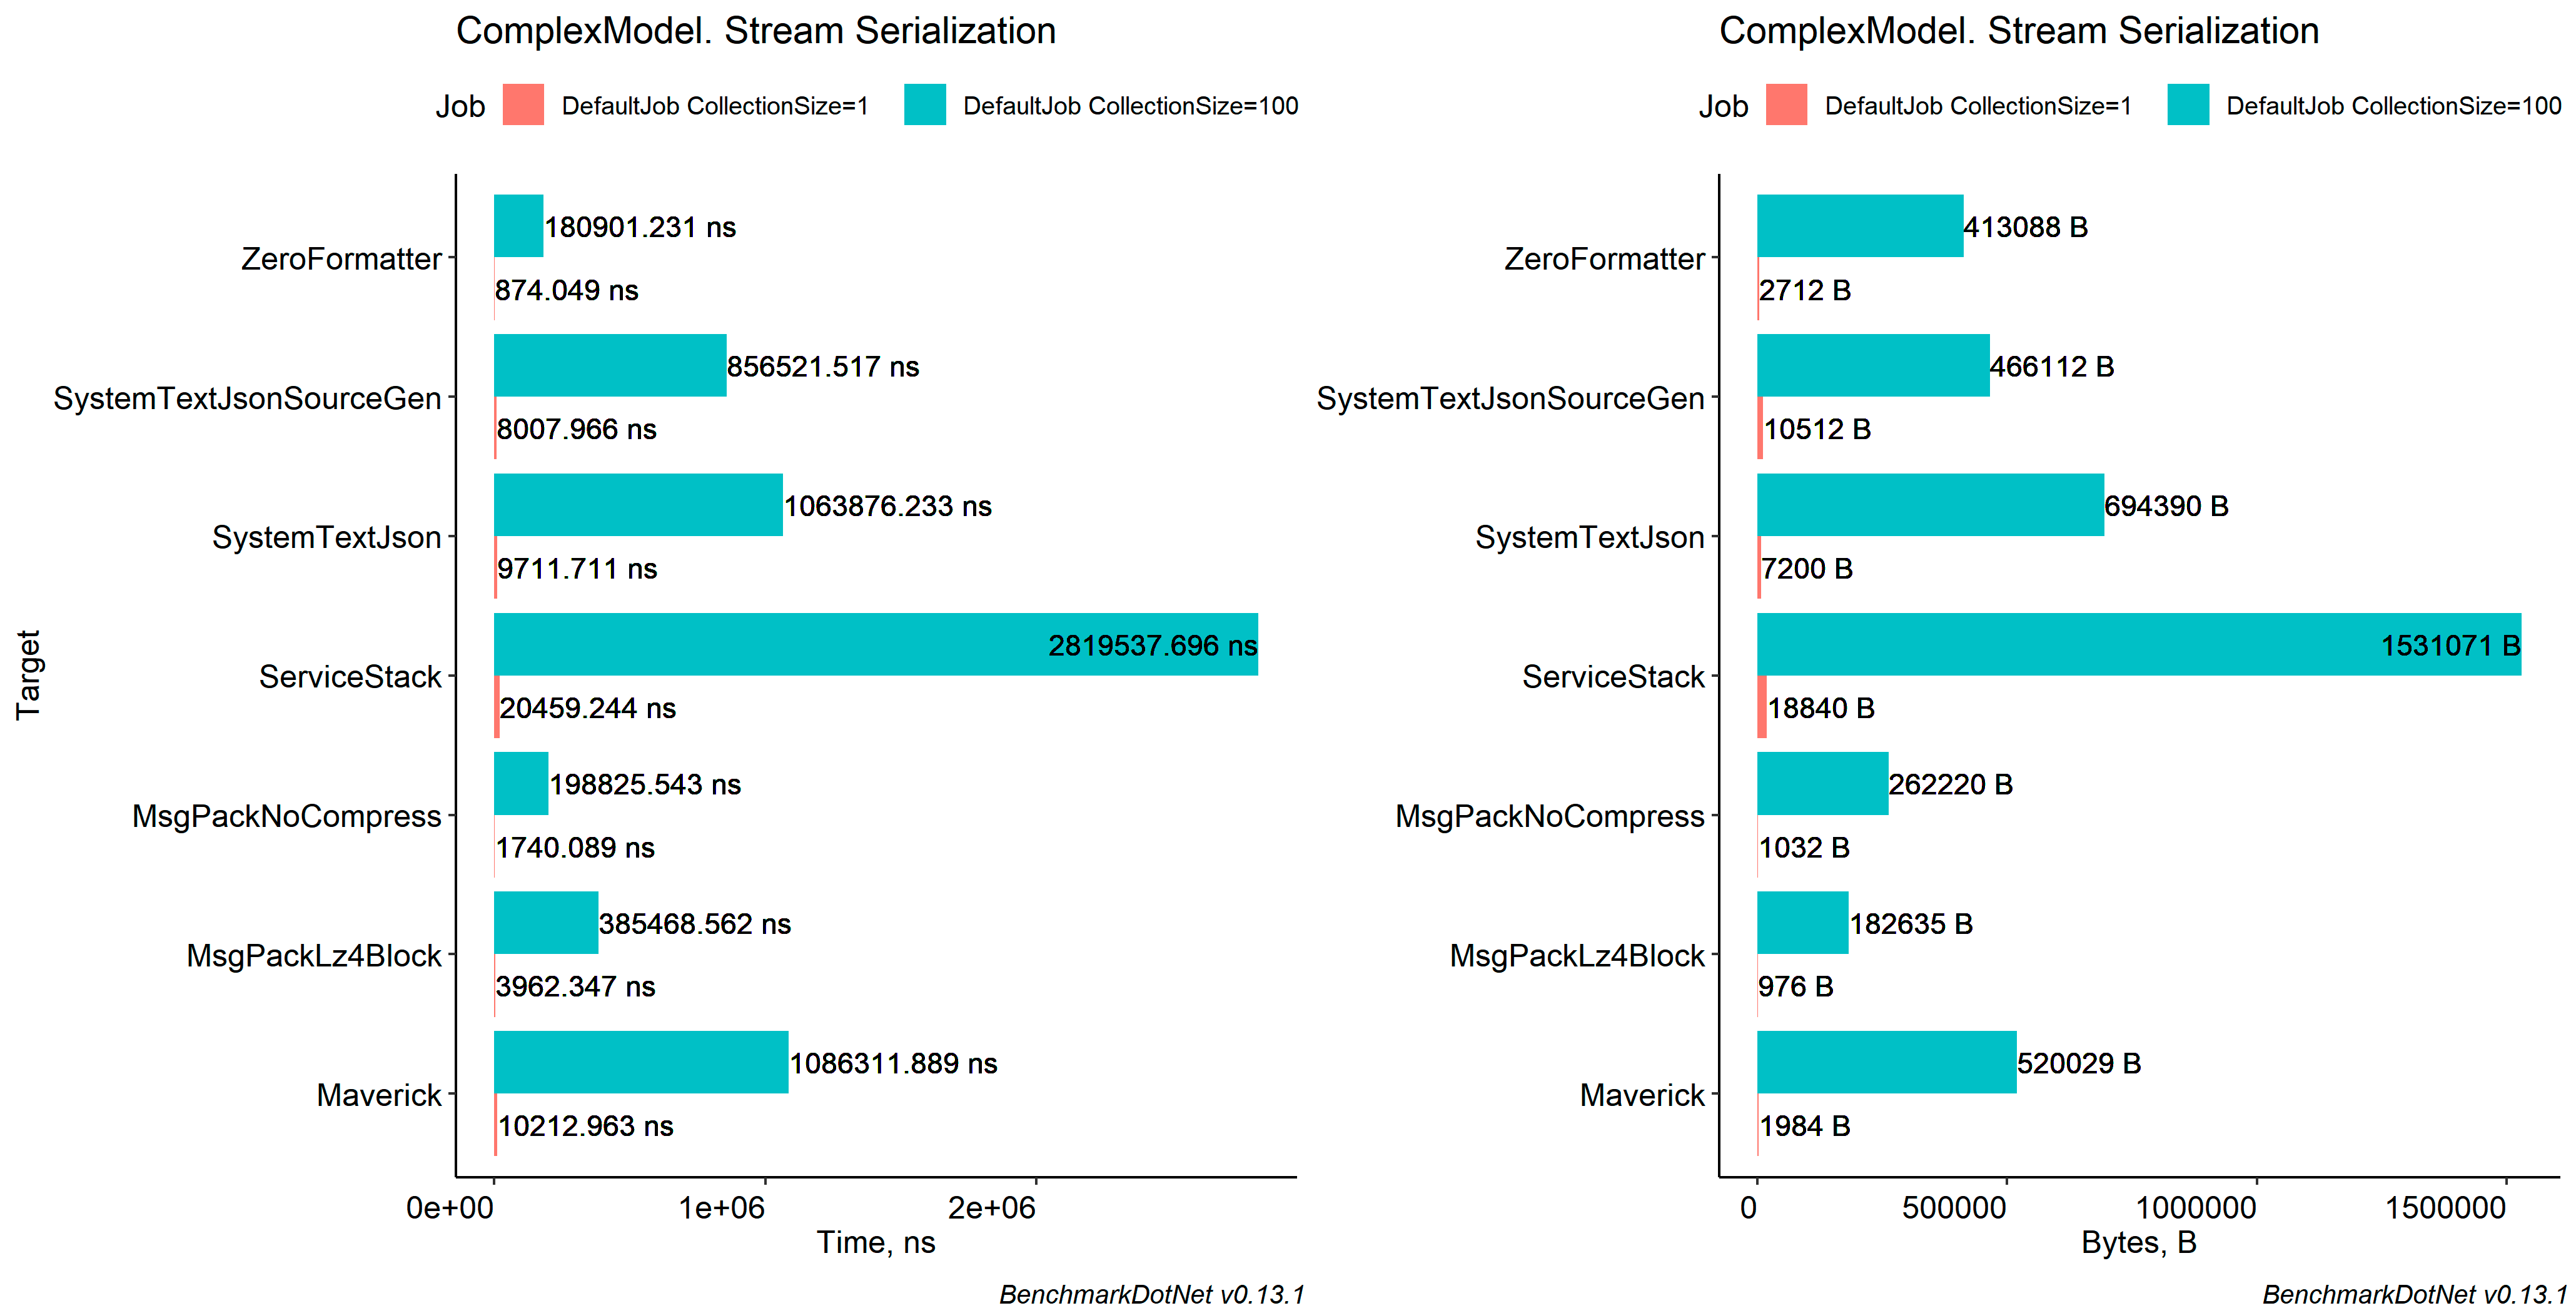 ComplexModel. Stream Serialization
Job DefaultJob CollectionSize=1 DefaultJob CollectionSize=100
Target
ZeroFormatter
180901.231 ns
874.049 ns
SystemTextJsonSourceGen
856521.517 ns
8007.966 ns
SystemTextJson
1063876.233 ns
9711.711 ns
ServiceStack
2819537.696 ns
20459.244 ns
MsgPackNoCompress
198825.543 ns
1740.089 ns
MsgPackLz4Block
385468.562 ns
3962.347 ns
Maverick
1086311.889 ns
10212.963 ns
0e+00 1e+06 2e+06
Time, ns
BenchmarkDotNet v0.13.1
ComplexModel. Stream Serialization
Job DefaultJob CollectionSize=1 DefaultJob CollectionSize=100
ZeroFormatter
413088 B
2712 B
SystemTextJsonSourceGen
466112 B
10512 B
SystemTextJson
694390 B
7200 B
ServiceStack
1531071 B
18840 B
MsgPackNoCompress
262220 B
1032 B
MsgPackLz4Block
182635 B
976 B
Maverick
520029 B
1984 B
0 500000 1000000 1500000
Bytes, B
BenchmarkDotNet v0.13.1